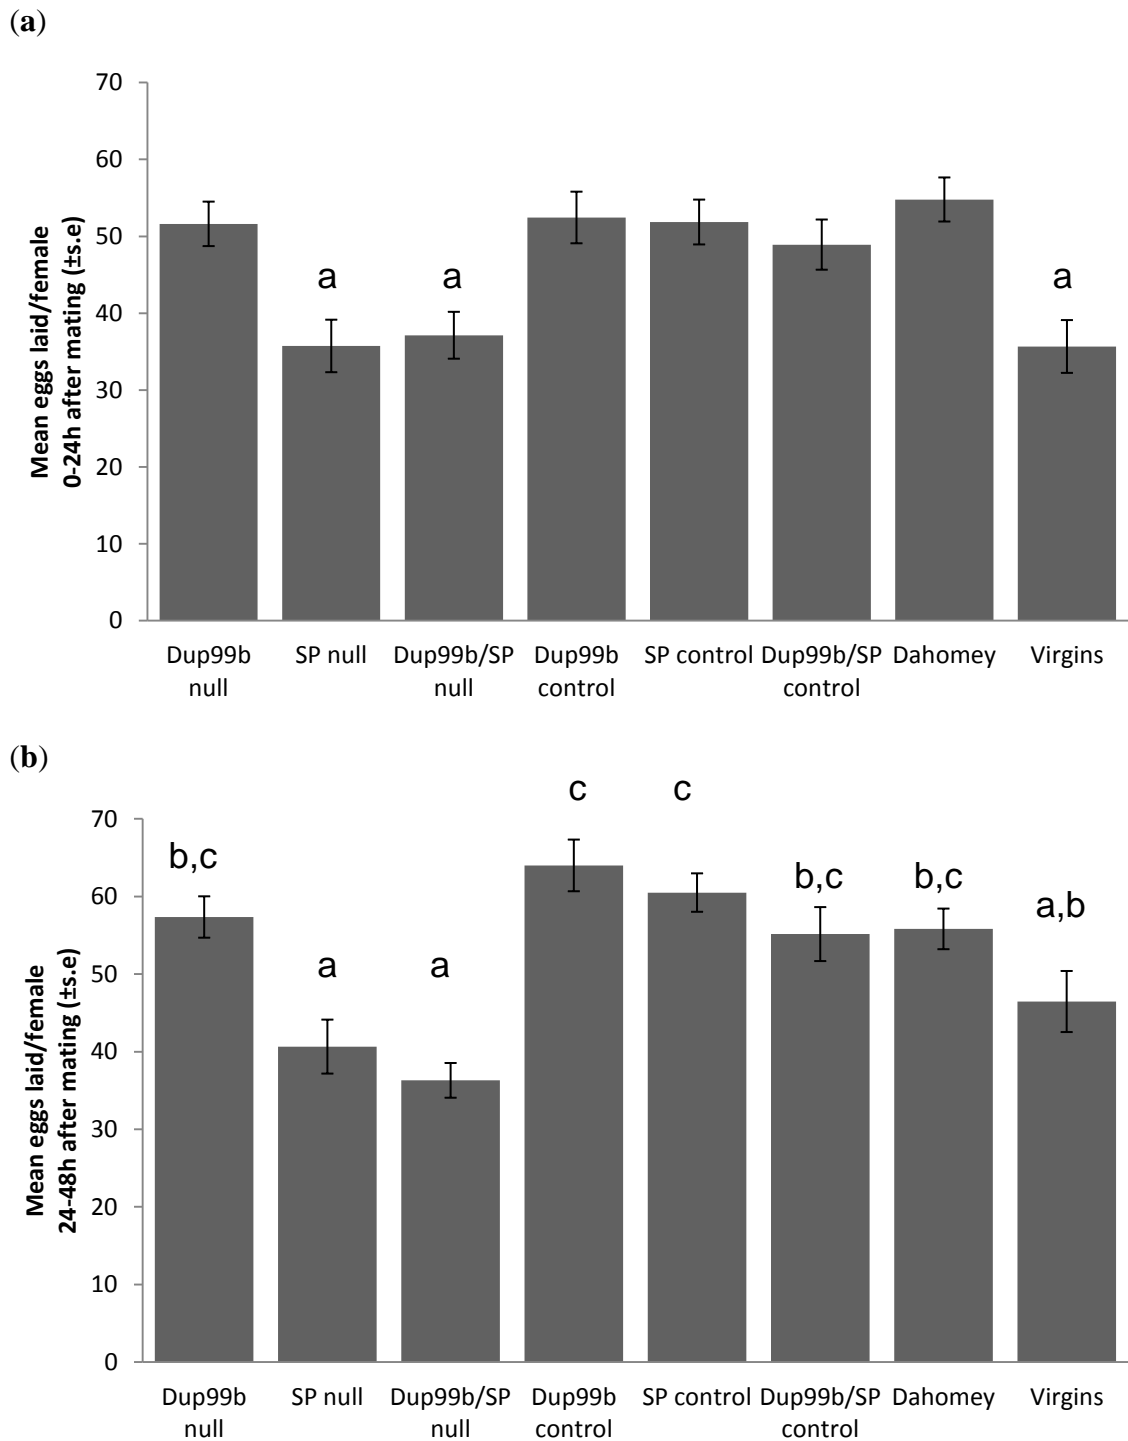 (a)
70
60
50
40
30
20
10
0
Mean eggs laid/female
0-24h after mating (±s.e)
a
a
a
Dup99b
null
SP null
Dup99b/SP
null
Dup99b
control
SP control
Dup99b/SP
control
Dahomey
Virgins
(b)
70
60
50
40
30
20
10
0
Mean eggs laid/female
24-48h after mating (±s.e)
b,c
a
a
c
c
b,c
b,c
a,b
Dup99b
null
SP null
Dup99b/SP
null
Dup99b
control
SP control
Dup99b/SP
control
Dahomey
Virgins